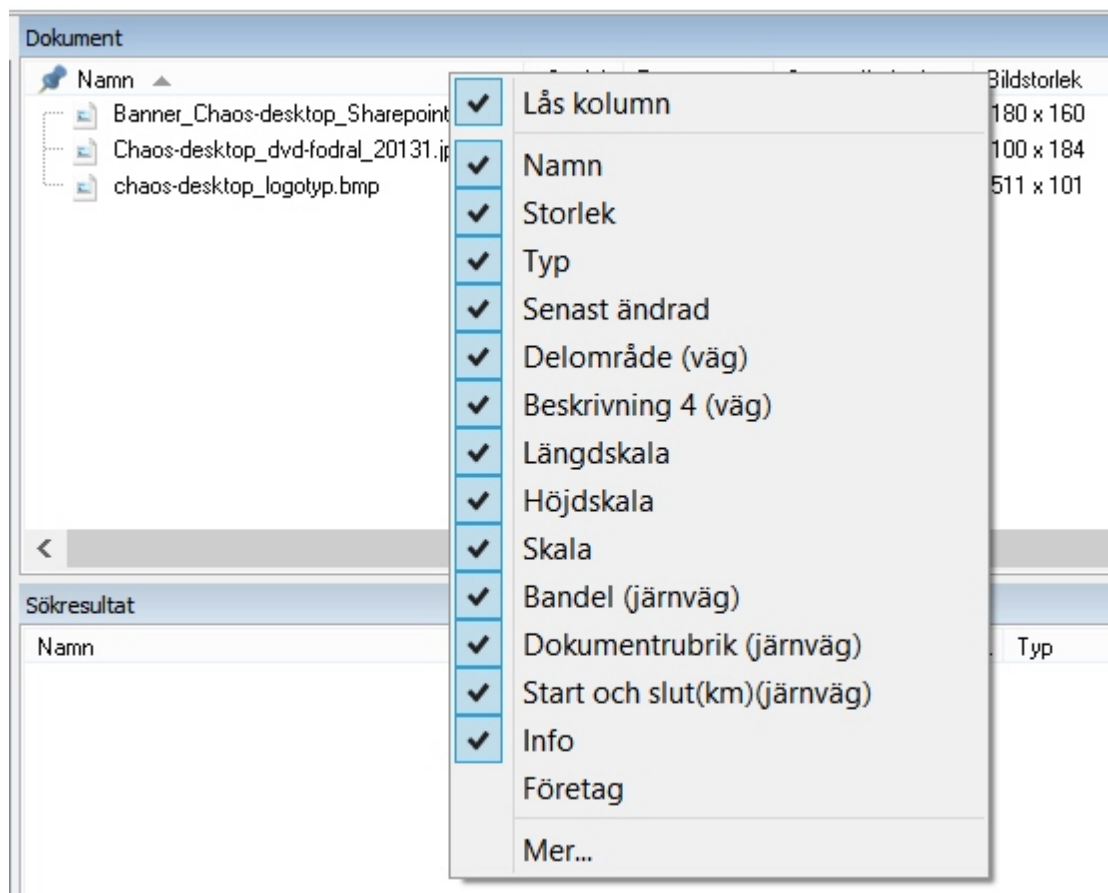 Dokument
Namn Bildstorlek
Banner_Chaos-desktop_Sharepoint 180 x 160
Chaos-desktop_dvd-fodral_20131.jp 100 x 184
chaos-desktop_logotyp.bmp 511 x 101
Lås kolumn
Namn
Storlek
Typ
Senast ändrad
Delområde (väg)
Beskrivning 4 (väg)
Längdskala
Höjdskala
Skala
Bandel (järnväg)
Dokumentrubrik (järnväg)
Start och slut(km)(järnväg)
Info
Företag
Mer...
Sökresultat
Namn Typ